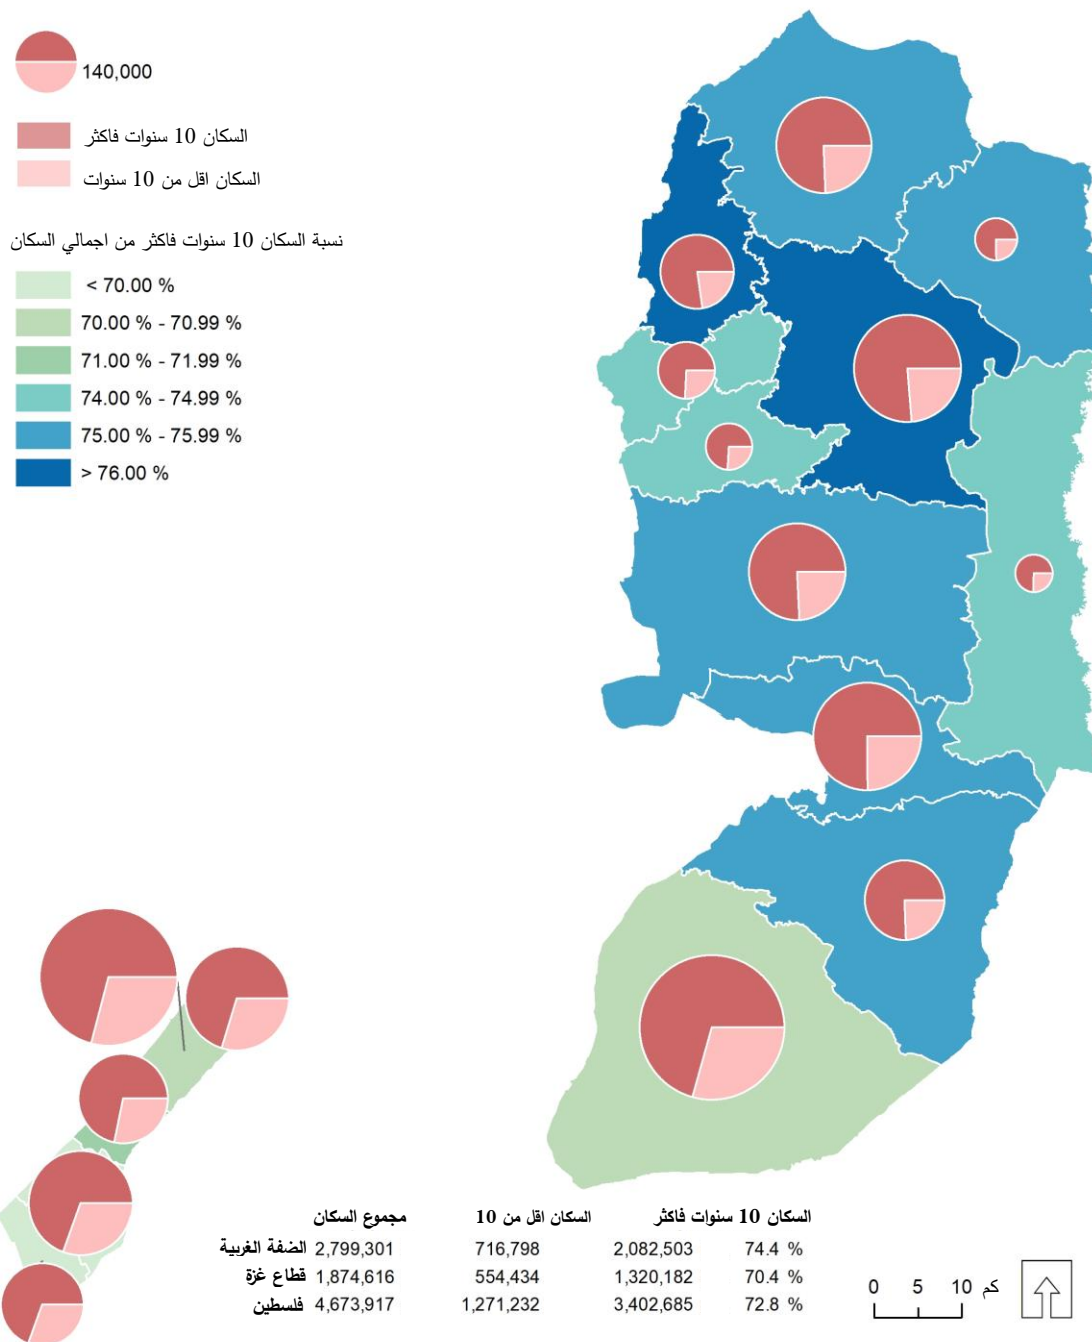 140,000
السكان 10 سنوات فاكثر
السكان اقل من 10 سنوات
نسبة السكان 10 سنوات فاكثر من اجمالي السكان
< 70.00 %
70.00 % - 70.99 %
71.00 % - 71.99 %
74.00 % - 74.99 %
75.00 % - 75.99 %
> 76.00 %
مجموع السكان السكان اقل من 10 السكان 10 سنوات فاكثر
الضفة الغربية 2,799,301 716,798 2,082,503 74.4 %
قطاع غزة 1,874,616 554,434 1,320,182 70.4 %
فلسطين 4,673,917 1,271,232 3,402,685 72.8 %
0 5 10 كم